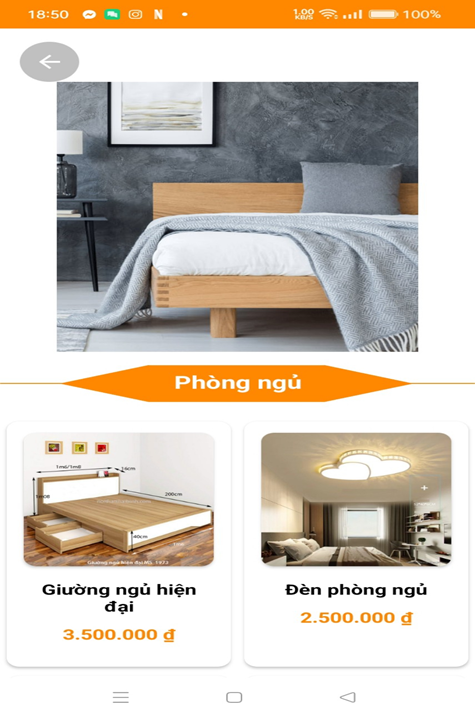 18:50
1.00
KB/S
100%
Phòng ngủ
1m6/1m8
16cm
200cm
40cm
Giường ngủ hiện
đại
3.500.000 ₫
Đèn phòng ngủ
2.500.000 ₫